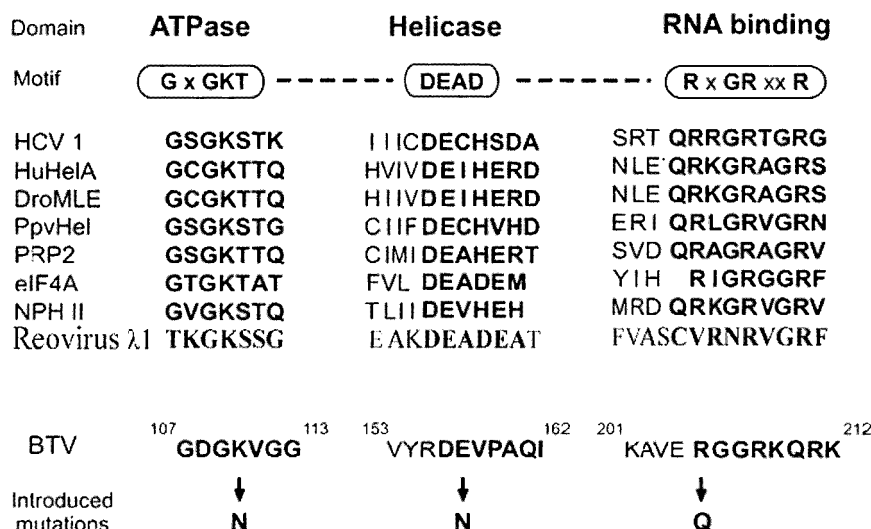 Domain ATPase Helicase RNA binding
Motif G x GKT DEAD R x GR xx R
HCV 1 GSGKSTK IIICDECHSDA SRT QRRGRTGRG
HuHelA GCGKTTQ HVIVDEIHERD NLE QRKGRAGRS
DroMLE GCGKTTQ HIIVDEIHERD NLE QRKGRAGRS
PpvHel GSGKSTG CIIFDECHVHD ERI QRLGRVGRN
PRP2 GSGKTTQ CIMIDEAHERT SVD QRAGRAGRV
eIF4A GTGKTAT FVL DEADEM YIH RIGRGGRF
NPH II GVGKSTQ TLIIDEVHEH MRD QRKGRVGRV
Reovirus λ1 TKGKSSG EAKDEADEAT FVASCVRNRVGRF
BTV 107 GDGKVGG 113 153 VYRDEVPAQI 162 201 KAVE RGGRKQRK 212
Introduced
mutations N N Q